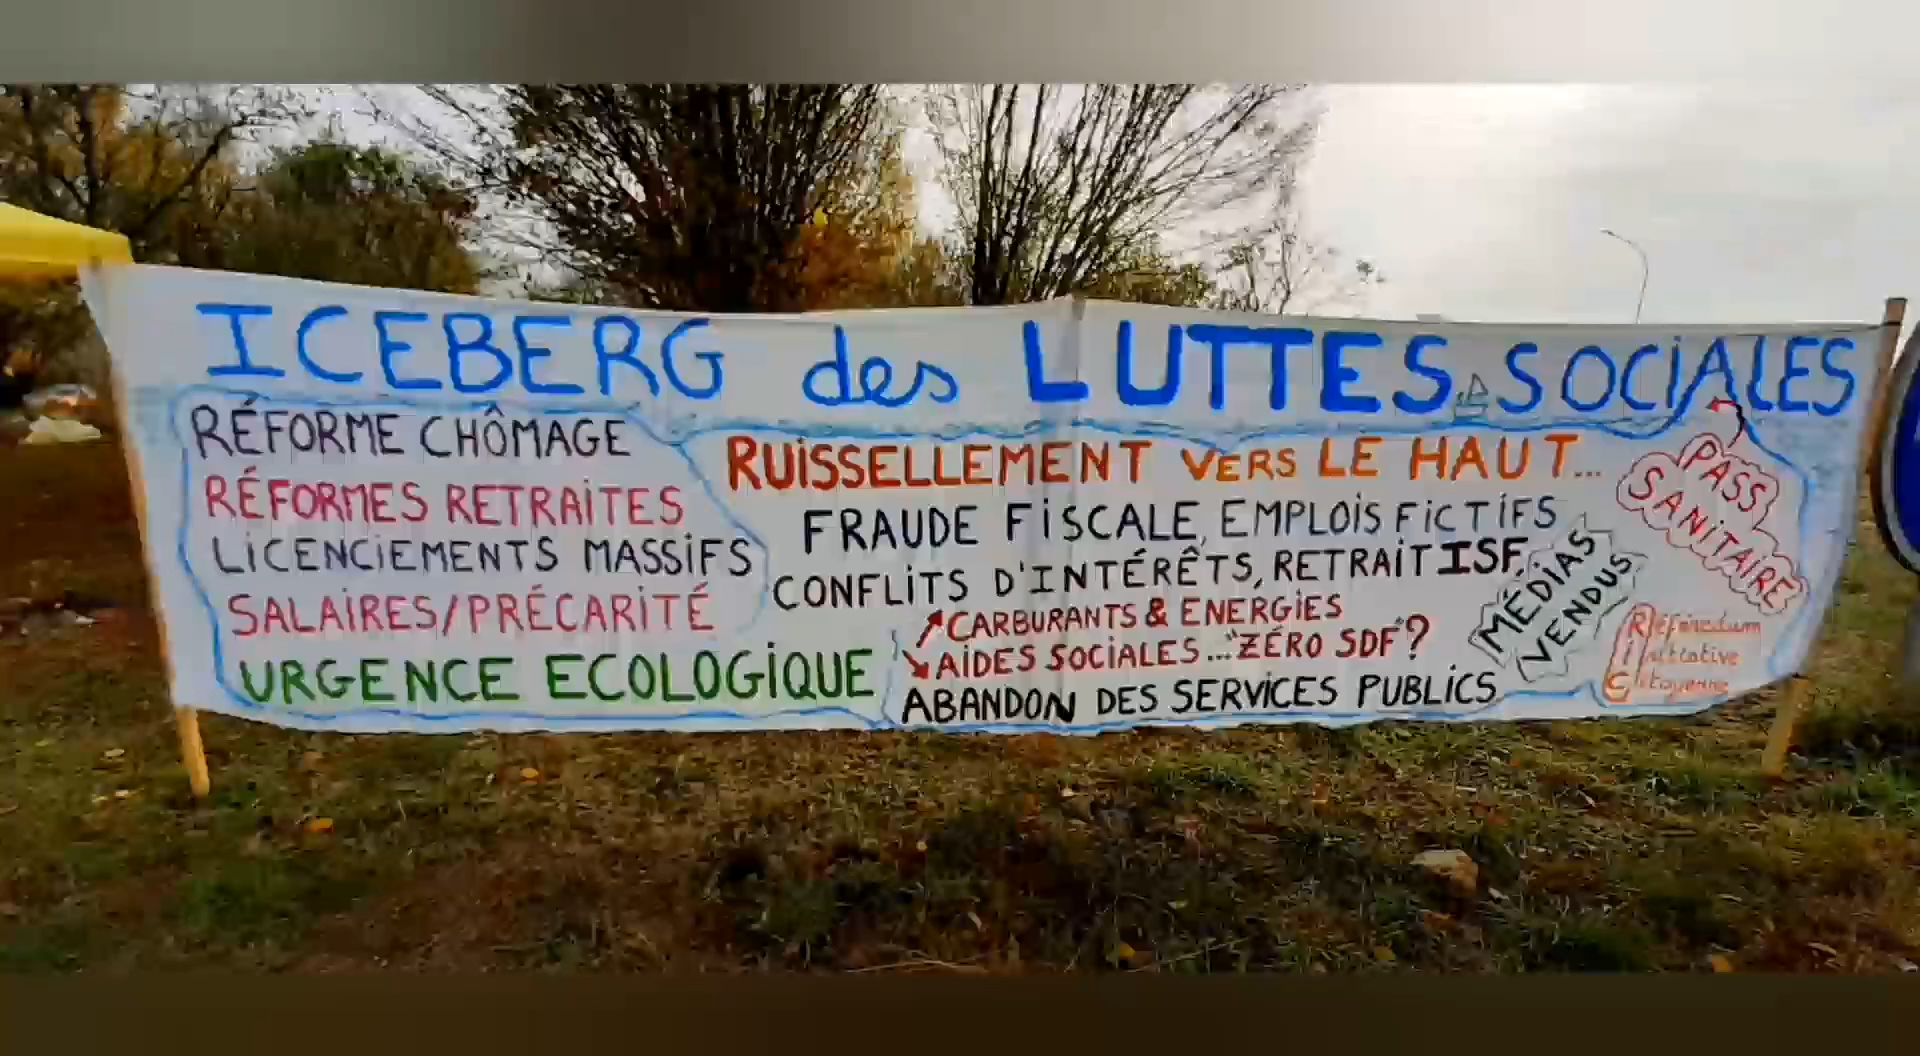 ICEBERG des LUTTES SOCiALES
RÉFORME CHÔMAGE
RÉFORMES RETRAiTES
LiCENCiEMENTS MASSiFS
SALAiRES/PRÉCARiTÉ
URGENCE ECOLOGiQUE
RUiSSELLEMENT VERS LE HAUT...
FRAUDE FiSCALE, EMPLOiS FiCTiFS
CONFLiTS D'INTÉRÊTS, RETRAiT ISF,
↗CARBURANTS & ENERGiES
↘AIDES SOCiALES..."ZÉRO SDF"?
ABANDON DES SERViCES PUBLiCS
MÉDiAS
VENDUS
PASS
SANiTAiRE
Référendum
Initiative
Citoyenne